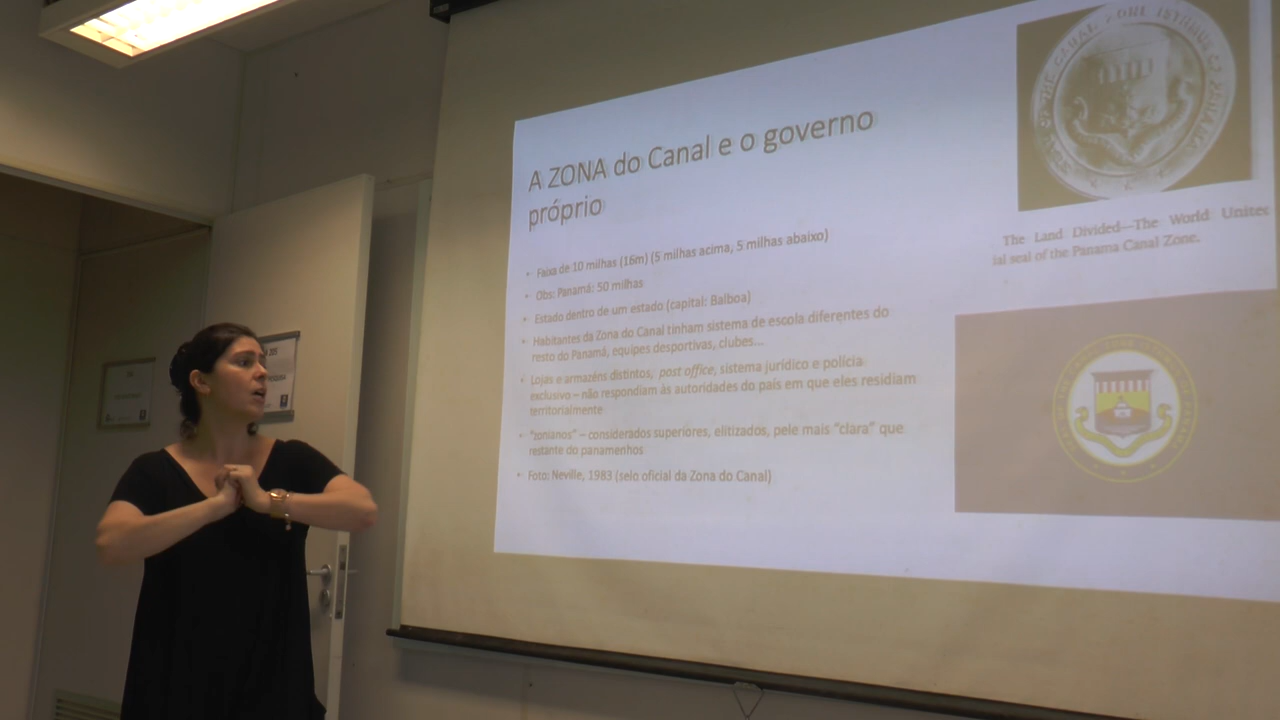 A ZONA do Canal e o governo
próprio
• Faixa de 10 milhas (16m) (5 milhas acima, 5 milhas abaixo)
• Obs: Panamá: 50 milhas
• Estado dentro de um estado (capital: Balboa)
• Habitantes da Zona do Canal tinham sistema de escola diferentes do
resto do Panamá, equipes desportivas, clubes...
• Lojas e armazéns distintos, post office, sistema jurídico e polícia
exclusivo – não respondiam às autoridades do país em que eles residiam
territorialmente
• "zonianos" – considerados superiores, elitizados, pele mais "clara" que
restante do panamenhos
• Foto: Neville, 1983 (selo oficial da Zona do Canal)
The Land Divided—The World United
ial seal of the Panama Canal Zone.